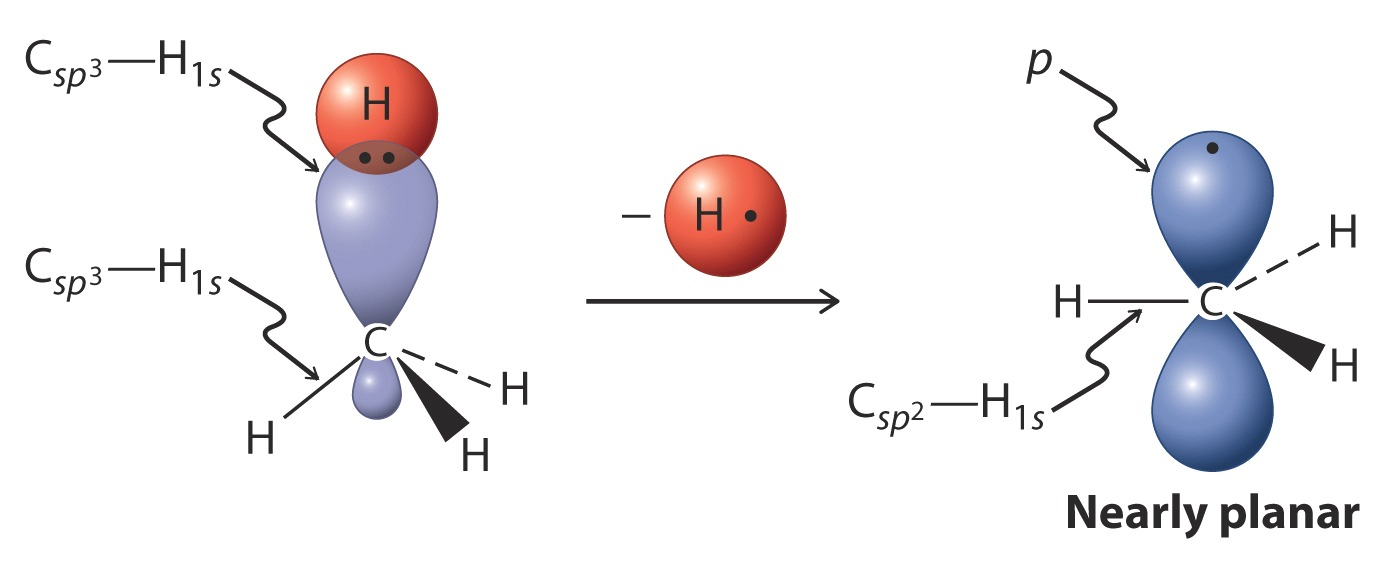 Csp3—H1s
H
Csp3—H1s
C
H
H
H
– H •
p
H
H
C
H
Csp2—H1s
Nearly planar